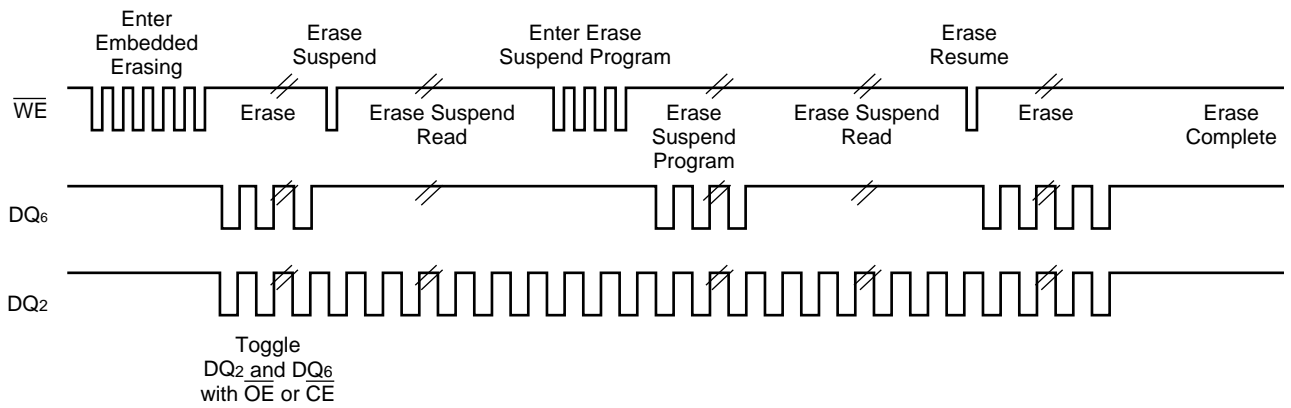 Enter
Embedded
Erasing
Erase
Suspend
Enter Erase
Suspend Program
Erase
Resume
WE
Erase
Erase Suspend
Read
Erase
Suspend
Program
Erase Suspend
Read
Erase
Erase
Complete
DQ6
DQ2
Toggle
DQ2 and DQ6
with OE or CE